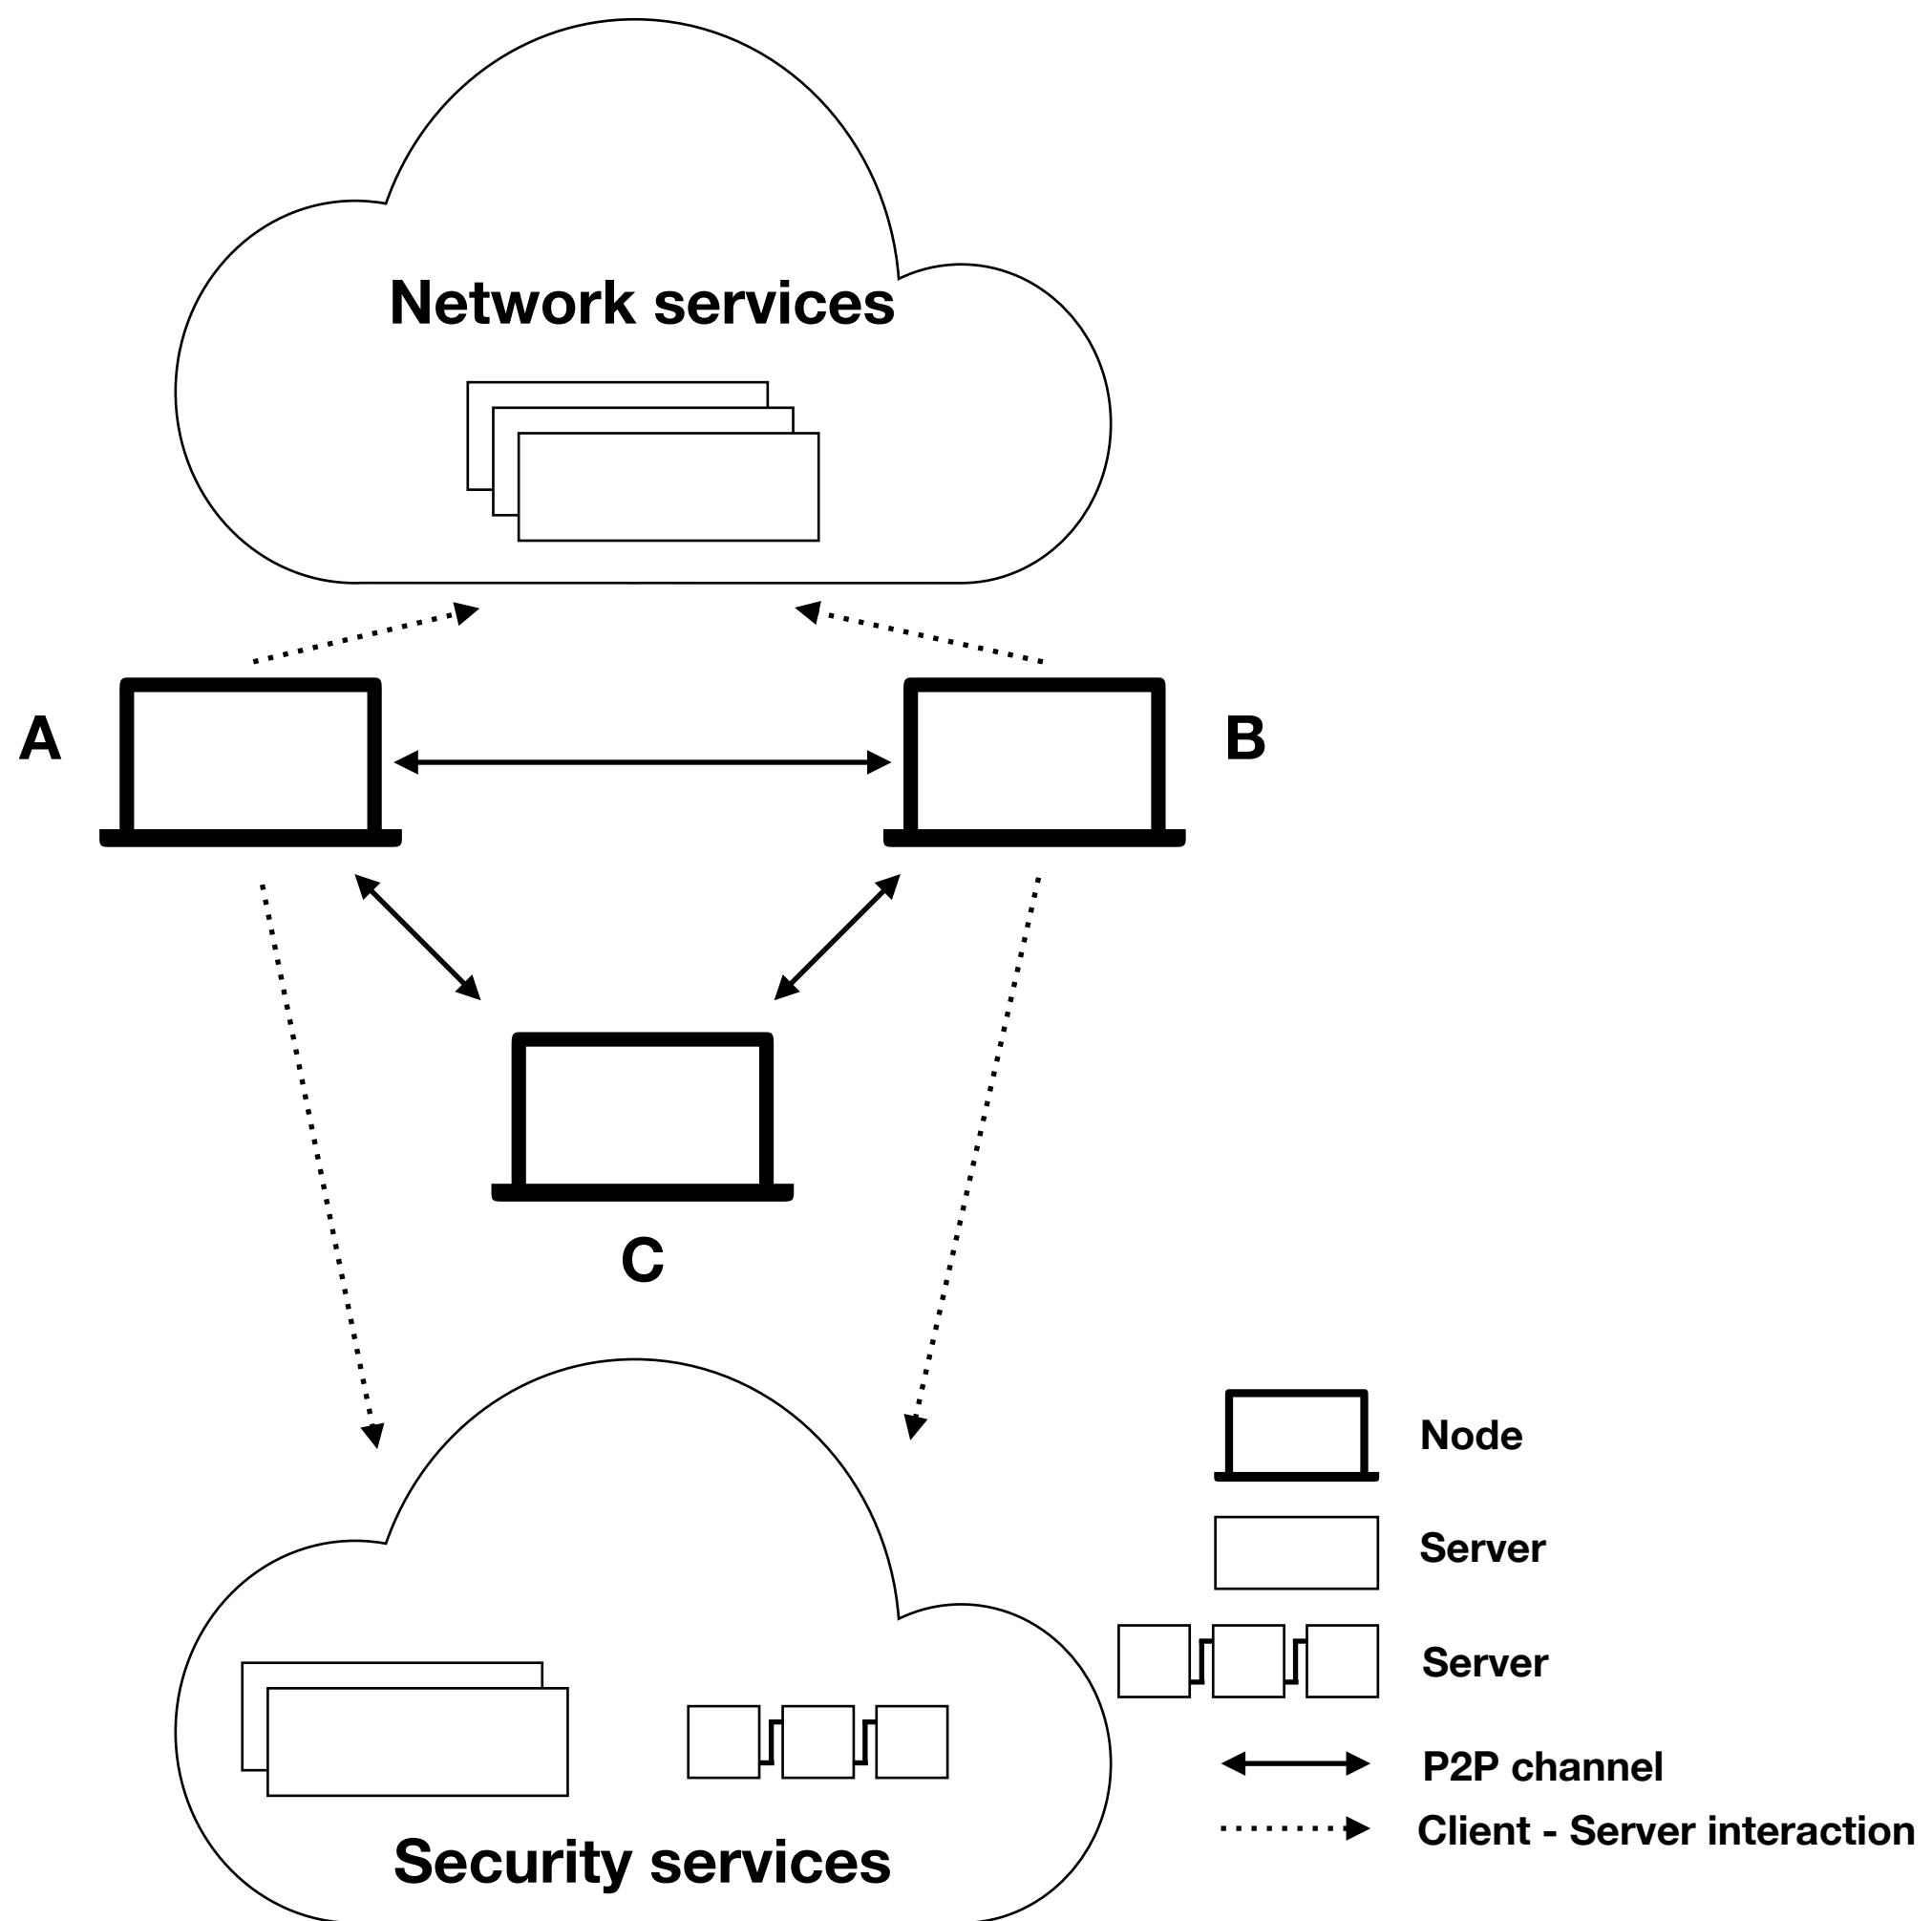 Network services
A
B
C
Node
Server
Server
P2P channel
Client - Server interaction
Security services